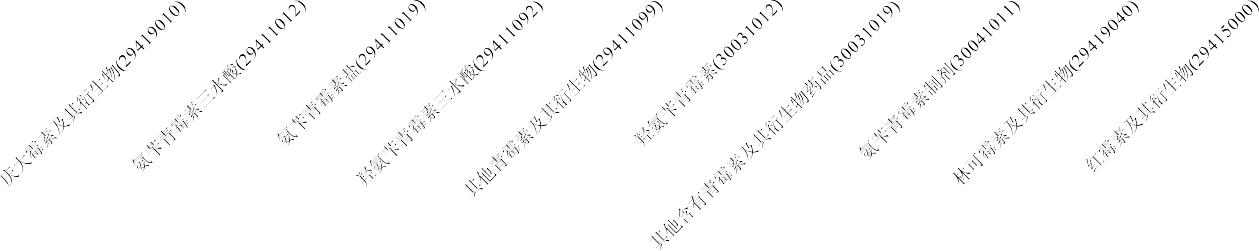 庆大霉素及其衍生物(29419010)
氨苄青霉素三水酸(29411012)
氨苄青霉素盐(29411019)
羟氨苄青霉素三水酸(29411092)
其他青霉素及其衍生物(29411099)
羟氨苄青霉素(30031012)
其他含有青霉素及其衍生物药品(30031019)
氨苄青霉素制剂(30041011)
林可霉素及其衍生物(29419040)
红霉素及其衍生物(29415000)